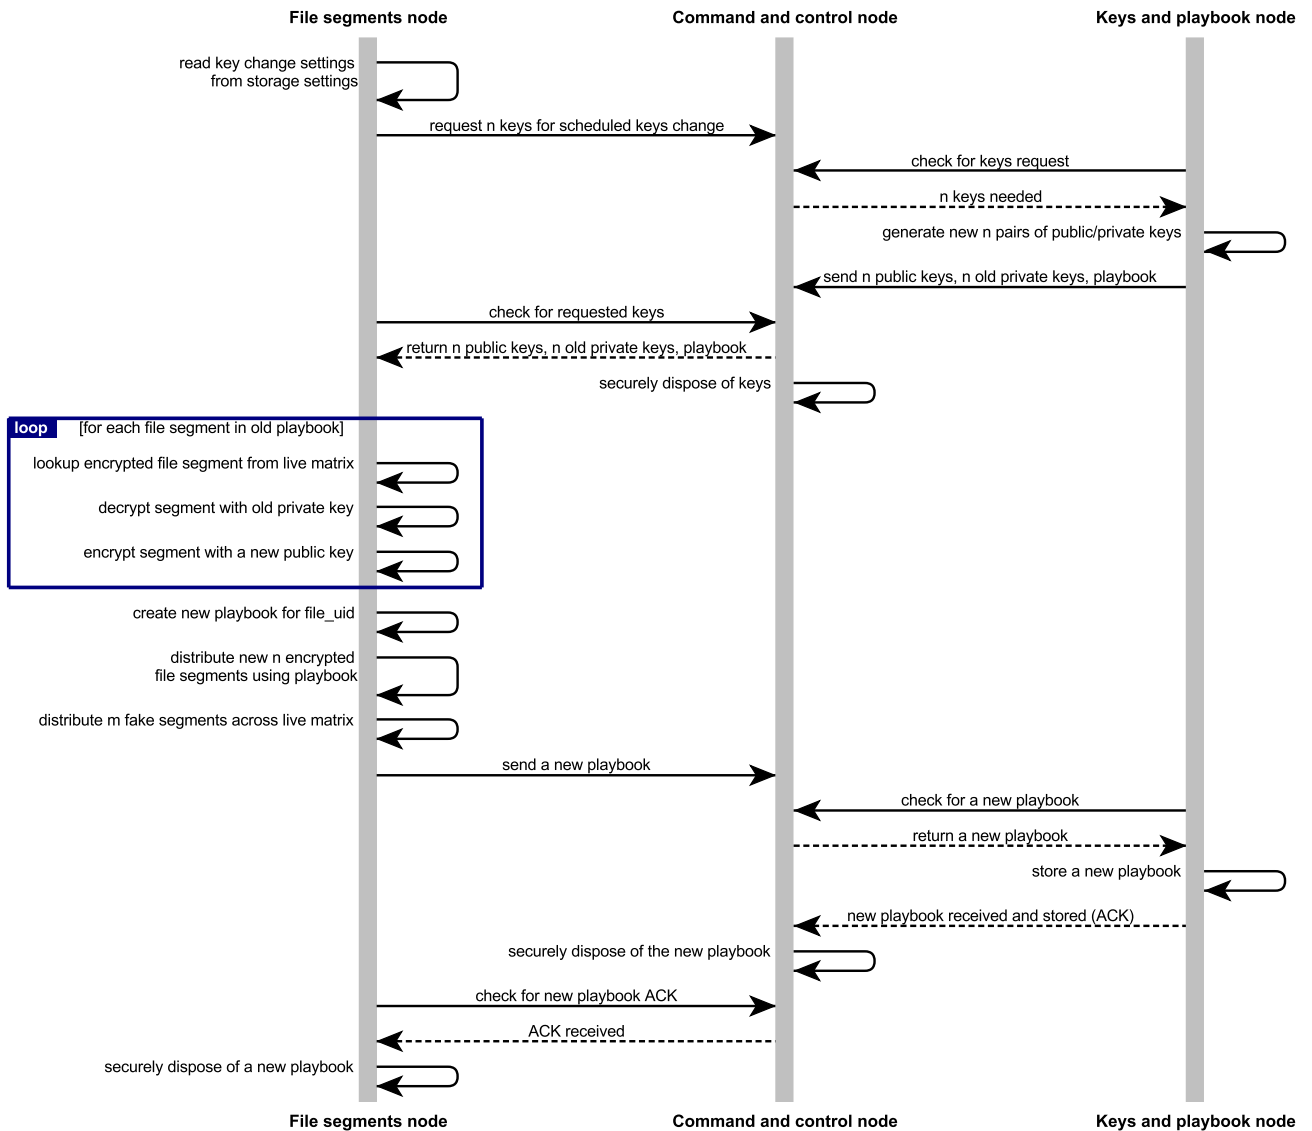 File segments node
Command and control node
Keys and playbook node
read key change settings
from storage settings
request n keys for scheduled keys change
check for keys request
n keys needed
generate new n pairs of public/private keys
send n public keys, n old private keys, playbook
check for requested keys
return n public keys, n old private keys, playbook
securely dispose of keys
loop
[for each file segment in old playbook]
lookup encrypted file segment from live matrix
decrypt segment with old private key
encrypt segment with a new public key
create new playbook for file_uid
distribute new n encrypted
file segments using playbook
distribute m fake segments across live matrix
send a new playbook
check for a new playbook
return a new playbook
store a new playbook
new playbook received and stored (ACK)
securely dispose of the new playbook
check for new playbook ACK
ACK received
securely dispose of a new playbook
File segments node
Command and control node
Keys and playbook node